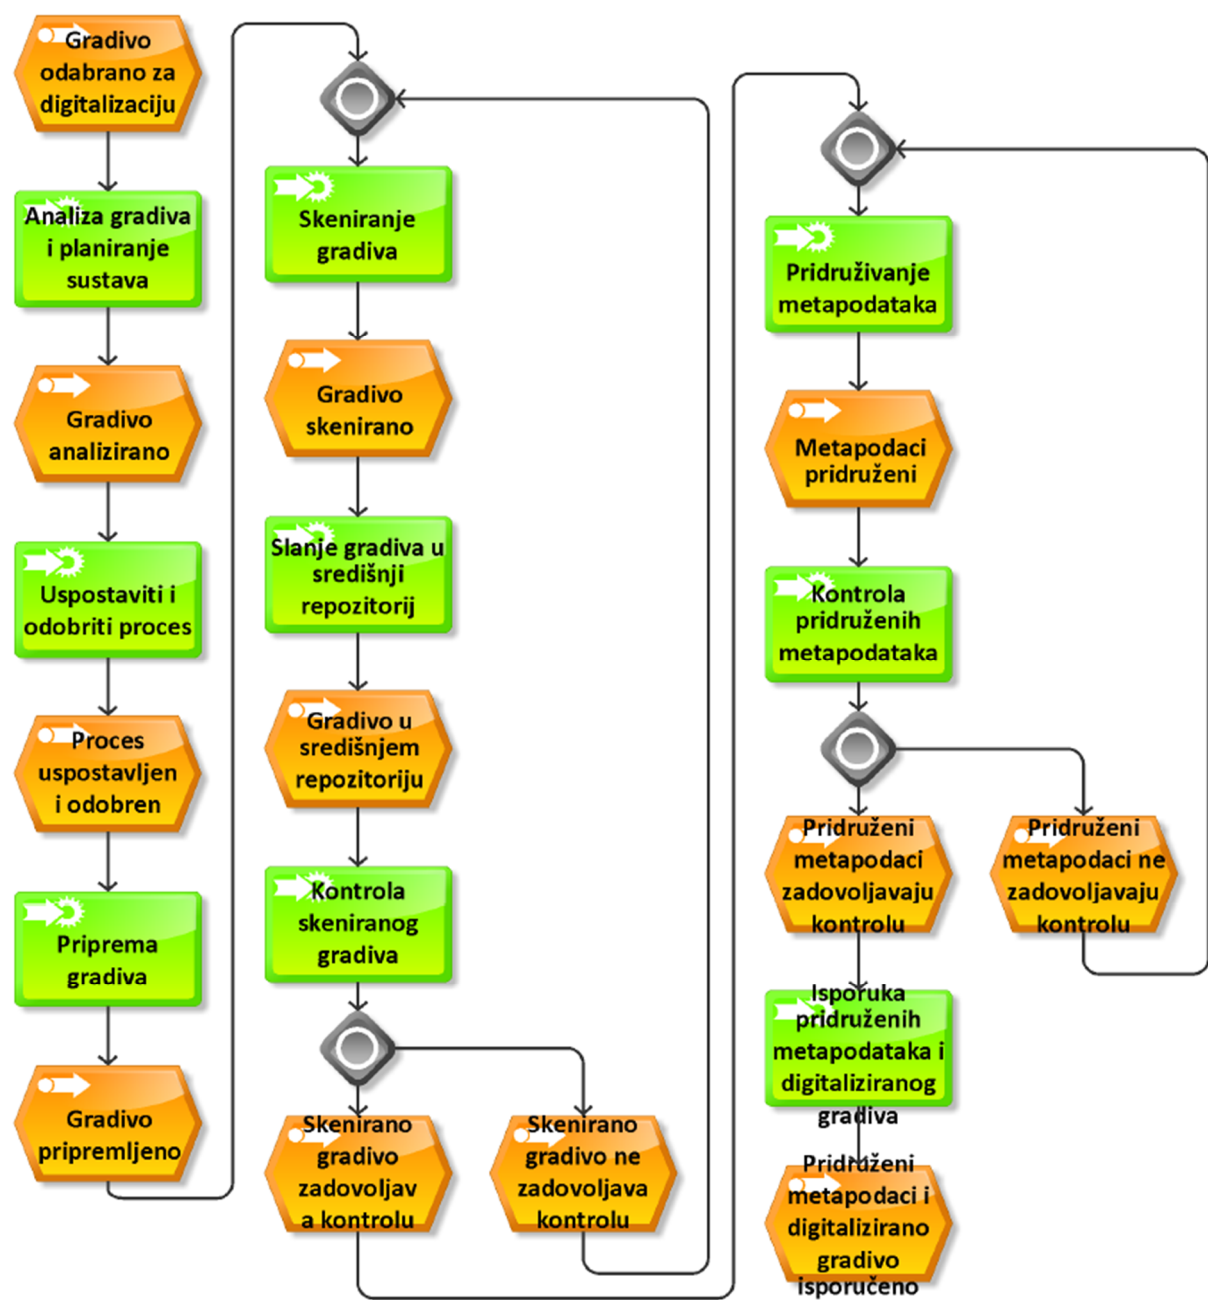 Gradivo
odabrano za
digitalizaciju
Analiza gradiva
i planiranje
sustava
Gradivo
analizirano
Uspostaviti i
odobriti proces
Proces
uspostavljen
i odobren
Priprema
gradiva
Gradivo
pripremljeno
Skeniranje
gradiva
Gradivo
skenirano
Slanje gradiva u
središnji
repozitorij
Gradivo u
središnjem
repozitoriju
Kontrola
skeniranog
gradiva
Skenirano
gradivo
zadovoljav
a kontrolu
Skenirano
gradivo ne
zadovoljava
kontrolu
Pridruživanje
metapodataka
Metapodaci
pridruženi
Kontrola
pridruženih
metapodataka
Pridruženi
metapodaci
zadovoljavaju
kontrolu
Pridruženi
metapodaci ne
zadovoljavaju
kontrolu
Isporuka
pridruženih
metapodataka i
digitaliziranog
gradiva
Pridruženi
metapodaci i
digitalizirano
gradivo
isporučeno